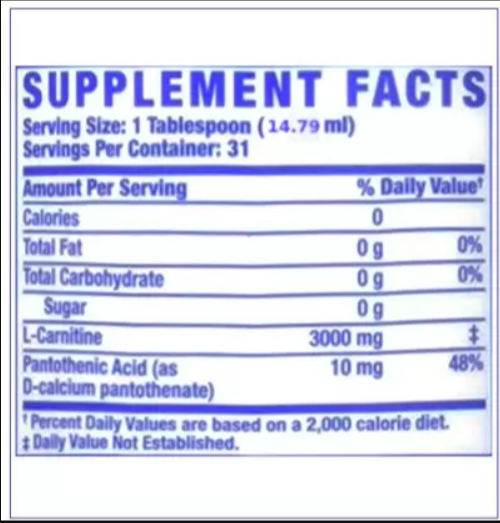 SUPPLEMENT FACTS
Serving Size: 1 Tablespoon (14.79 ml)
Servings Per Container: 31
Amount Per Serving % Daily Value†
Calories 0
Total Fat 0 g 0%
Total Carbohydrate 0 g 0%
Sugar 0 g
L-Carnitine 3000 mg ‡
Pantothenic Acid (as 10 mg 48%
D-calcium pantothenate)
† Percent Daily Values are based on a 2,000 calorie diet.
‡ Daily Value Not Established.